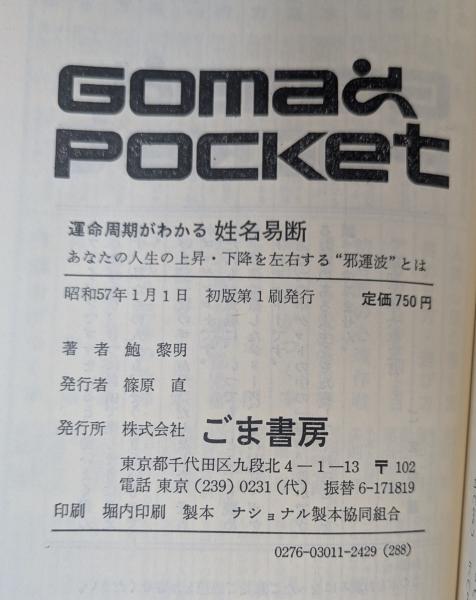 Goma
POCKet
運命周期がわかる 姓名易断
あなたの人生の上昇・下降を左右する“邪運波”とは
昭和57年1月1日 初版第1刷発行 定価750円
著者 鮑 黎明
発行者 篠原 直
発行所 株式会社 ごま書房
東京都千代田区九段北4―1―13 〒102
電話 東京(239)0231(代) 振替6-171819
印刷 堀内印刷 製本 ナショナル製本協同組合
0276-03011-2429(288)